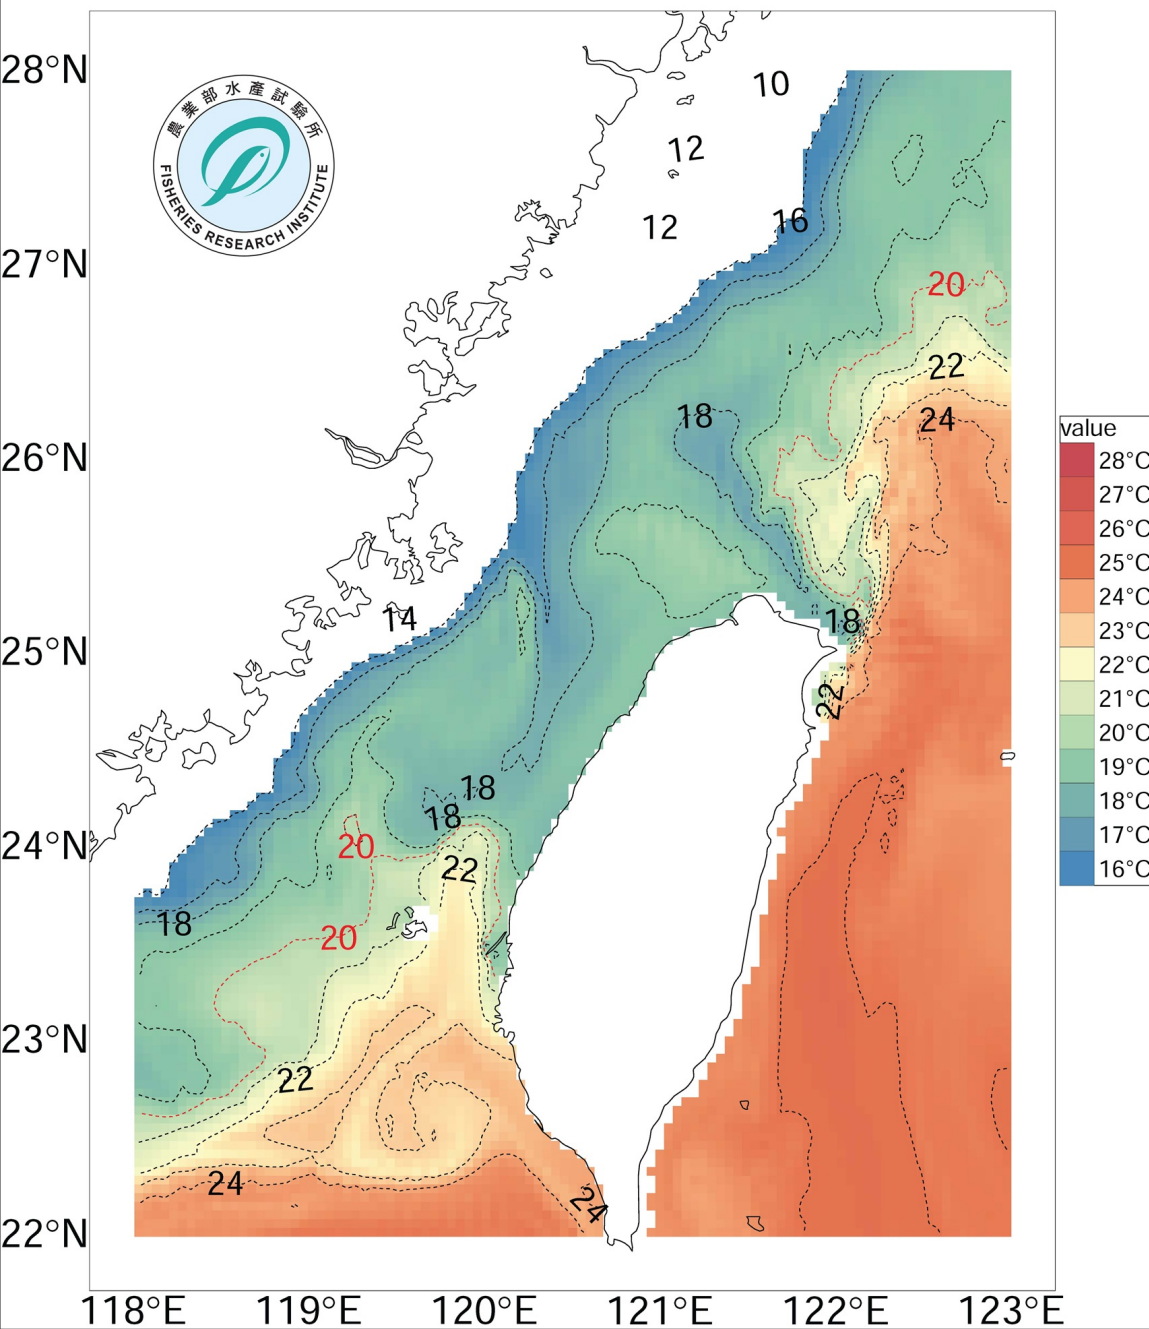 28°N
27°N
26°N
25°N
24°N
23°N
22°N
118°E 119°E 120°E 121°E 122°E 123°E
農業部水產試驗所
FISHERIES RESEARCH INSTITUTE
10
12
12
16
20
22
18
24
14
18
22
18
18
20
22
18
20
22
24
24
value
28°C
27°C
26°C
25°C
24°C
23°C
22°C
21°C
20°C
19°C
18°C
17°C
16°C